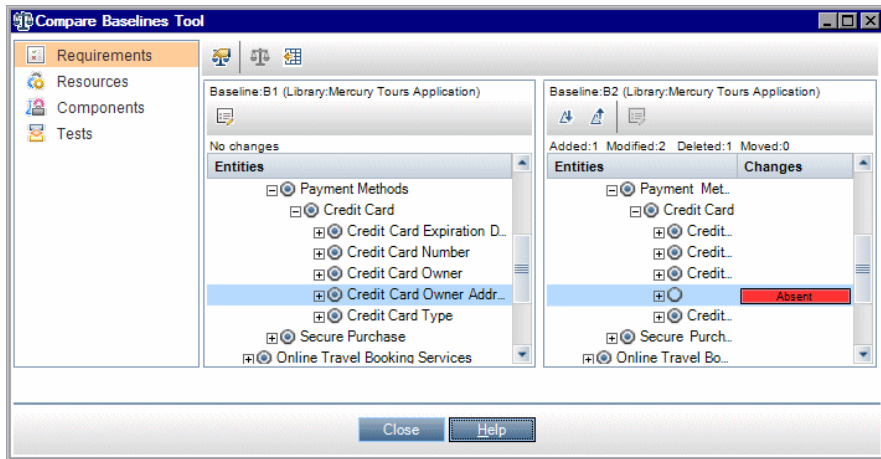 Compare Baselines Tool
Requirements
Resources
Components
Tests
Baseline:B1 (Library:Mercury Tours Application)
No changes
Entities
Payment Methods
Credit Card
Credit Card Expiration D...
Credit Card Number
Credit Card Owner
Credit Card Owner Addr...
Credit Card Type
Secure Purchase
Online Travel Booking Services
Baseline:B2 (Library:Mercury Tours Application)
Added:1 Modified:2 Deleted:1 Moved:0
Entities Changes
Payment Met...
Credit Card
Credit...
Credit...
Credit...
Absent
Credit...
Secure Purch...
Online Travel Bo...
Close Help